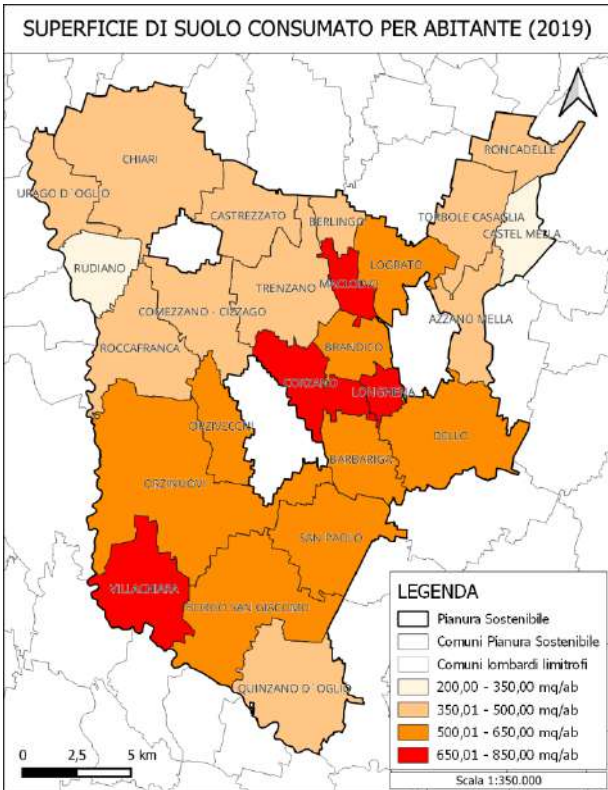 SUPERFICIE DI SUOLO CONSUMATO PER ABITANTE (2019)
RONCADELLE
CHIARI
URAGO D`OGLIO
CASTREZZATO
BERLINGO
TORBOLE CASAGLIA
CASTEL MELLA
RUDIANO
LOGRATO
MACLODIO
TRENZANO
COMEZZANO - CIZZAGO
AZZANO MELLA
ROCCAFRANCA
BRANDICO
CORZANO
LONGHENA
ORZIVECCHI
DELLO
BARBARIGA
ORZINUOVI
SAN PAOLO
VILLACHIARA
BORGO SAN GIACOMO
QUINZANO D`OGLIO
LEGENDA
Pianura Sostenibile
Comuni Pianura Sostenibile
Comuni lombardi limitrofi
200,00 - 350,00 mq/ab
350,01 - 500,00 mq/ab
500,01 - 650,00 mq/ab
650,01 - 850,00 mq/ab
0 2,5 5 km
Scala 1:350.000